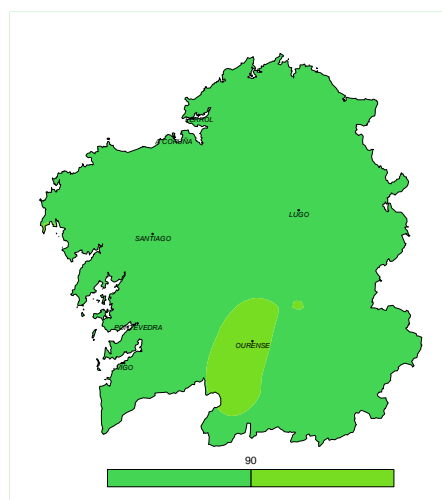 FERROL
A CORUÑA
LUGO
SANTIAGO
PONTEVEDRA
OURENSE
VIGO
90